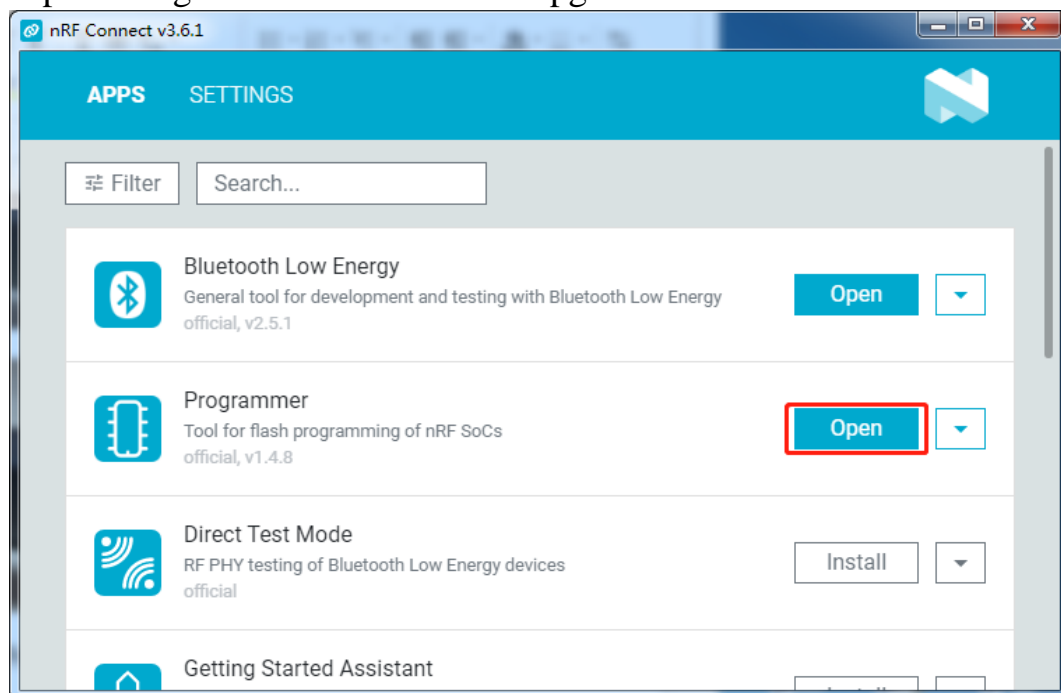 nRF Connect v3.6.1
APPS SETTINGS
Filter Search...
Bluetooth Low Energy
General tool for development and testing with Bluetooth Low Energy
official, v2.5.1
Open
Programmer
Tool for flash programming of nRF SoCs
official, v1.4.8
Open
Direct Test Mode
RF PHY testing of Bluetooth Low Energy devices
official
Install
Getting Started Assistant